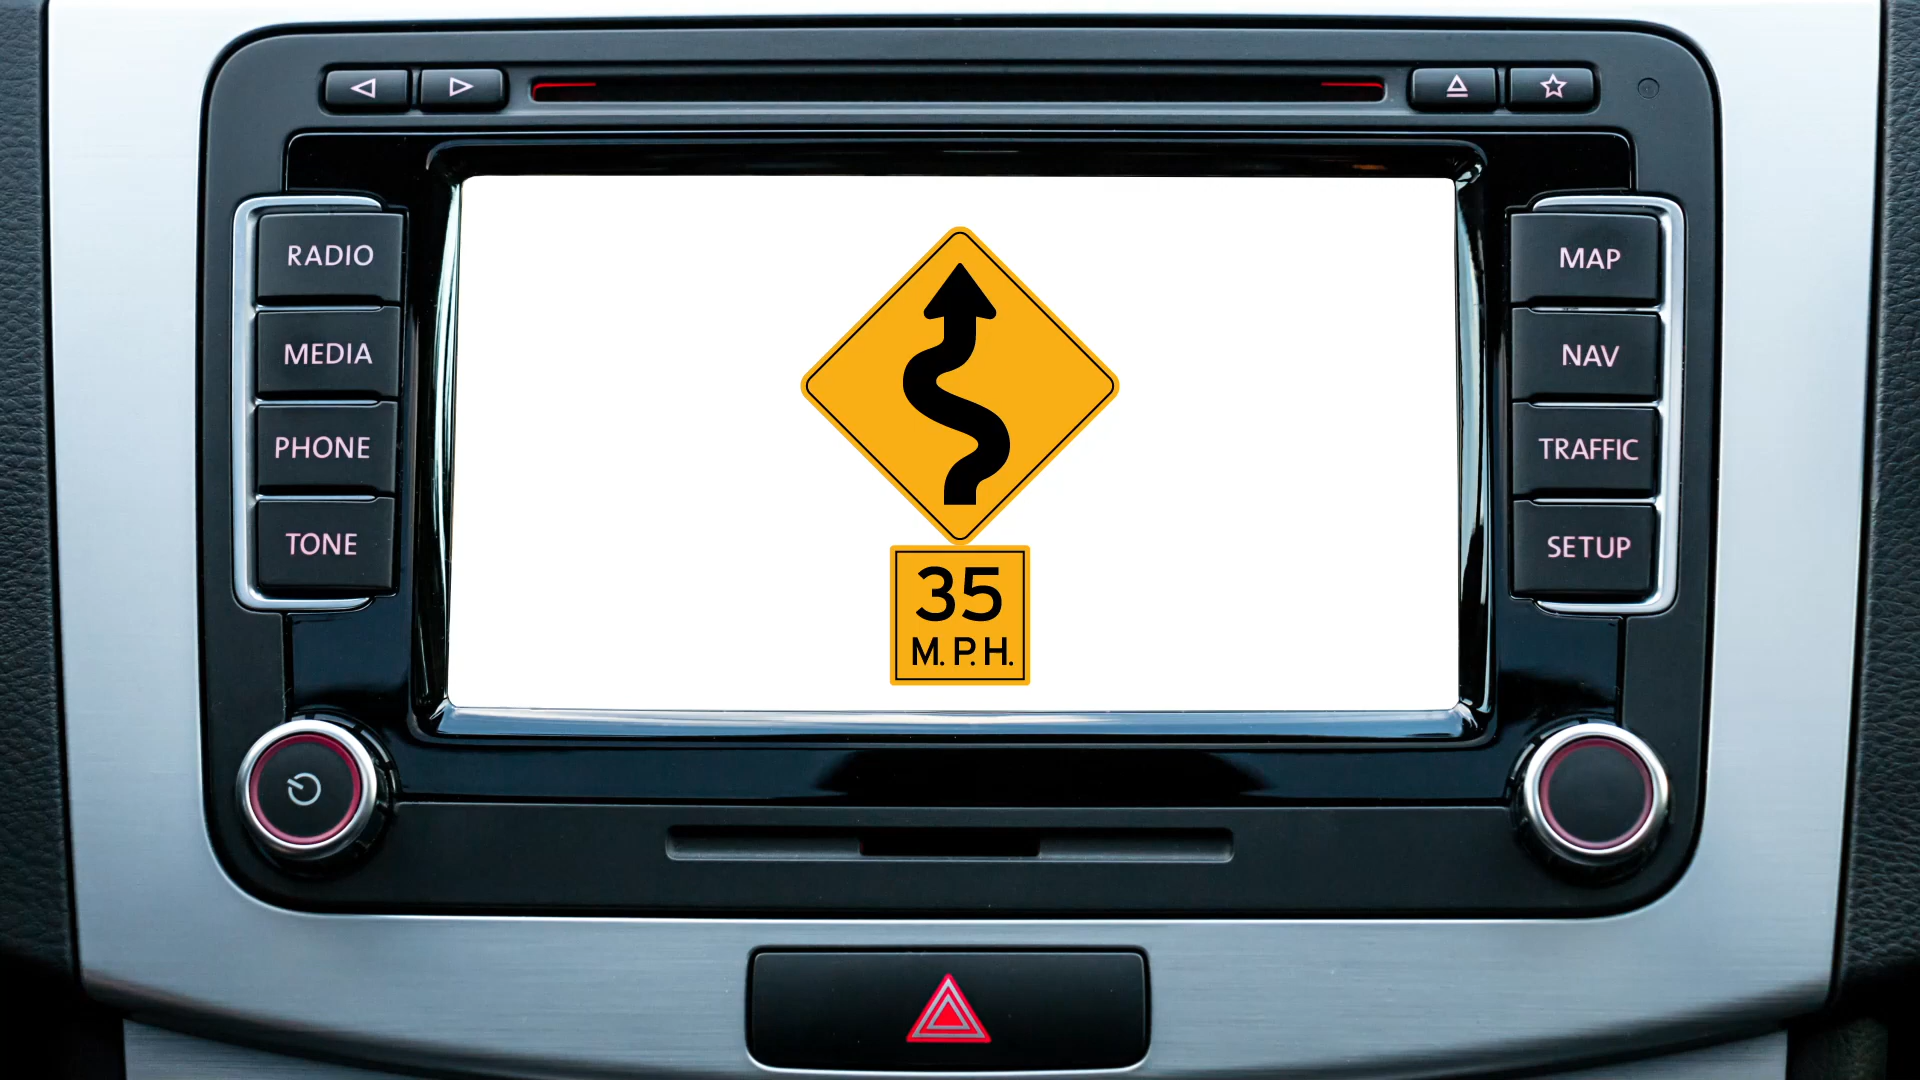 RADIO
MEDIA
PHONE
TONE
35
M.P.H.
MAP
NAV
TRAFFIC
SETUP